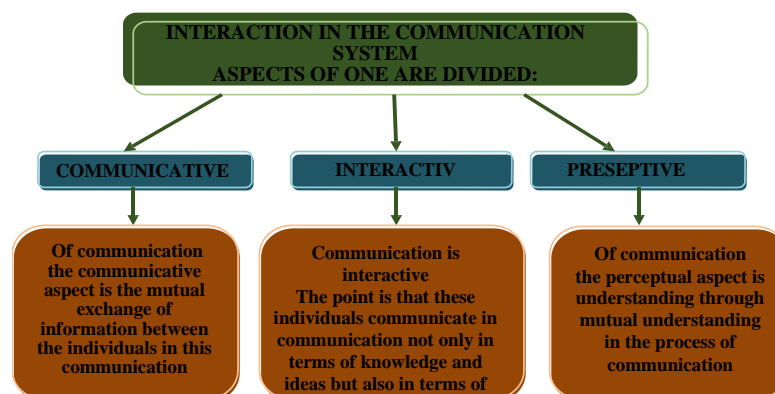 INTERACTION IN THE COMMUNICATION
SYSTEM
ASPECTS OF ONE ARE DIVIDED:
COMMUNICATIVE
INTERACTIV
PRESEPTIVE
Of communication
the communicative
aspect is the mutual
exchange of
information between
the individuals in this
communication
Communication is
interactive
The point is that these
individuals communicate in
communication not only in
terms of knowledge and
ideas but also in terms of
Of communication
the perceptual aspect is
understanding through
mutual understanding
in the process of
communication